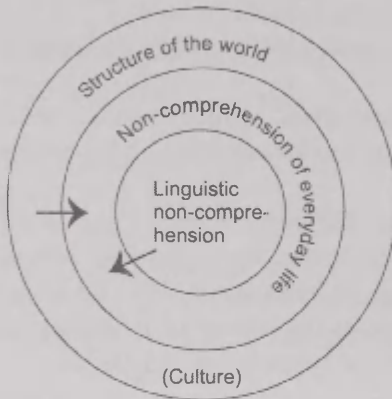 Structure of the world
Non-comprehension of everyday life
Linguistic
non-compre-
hension
(Culture)